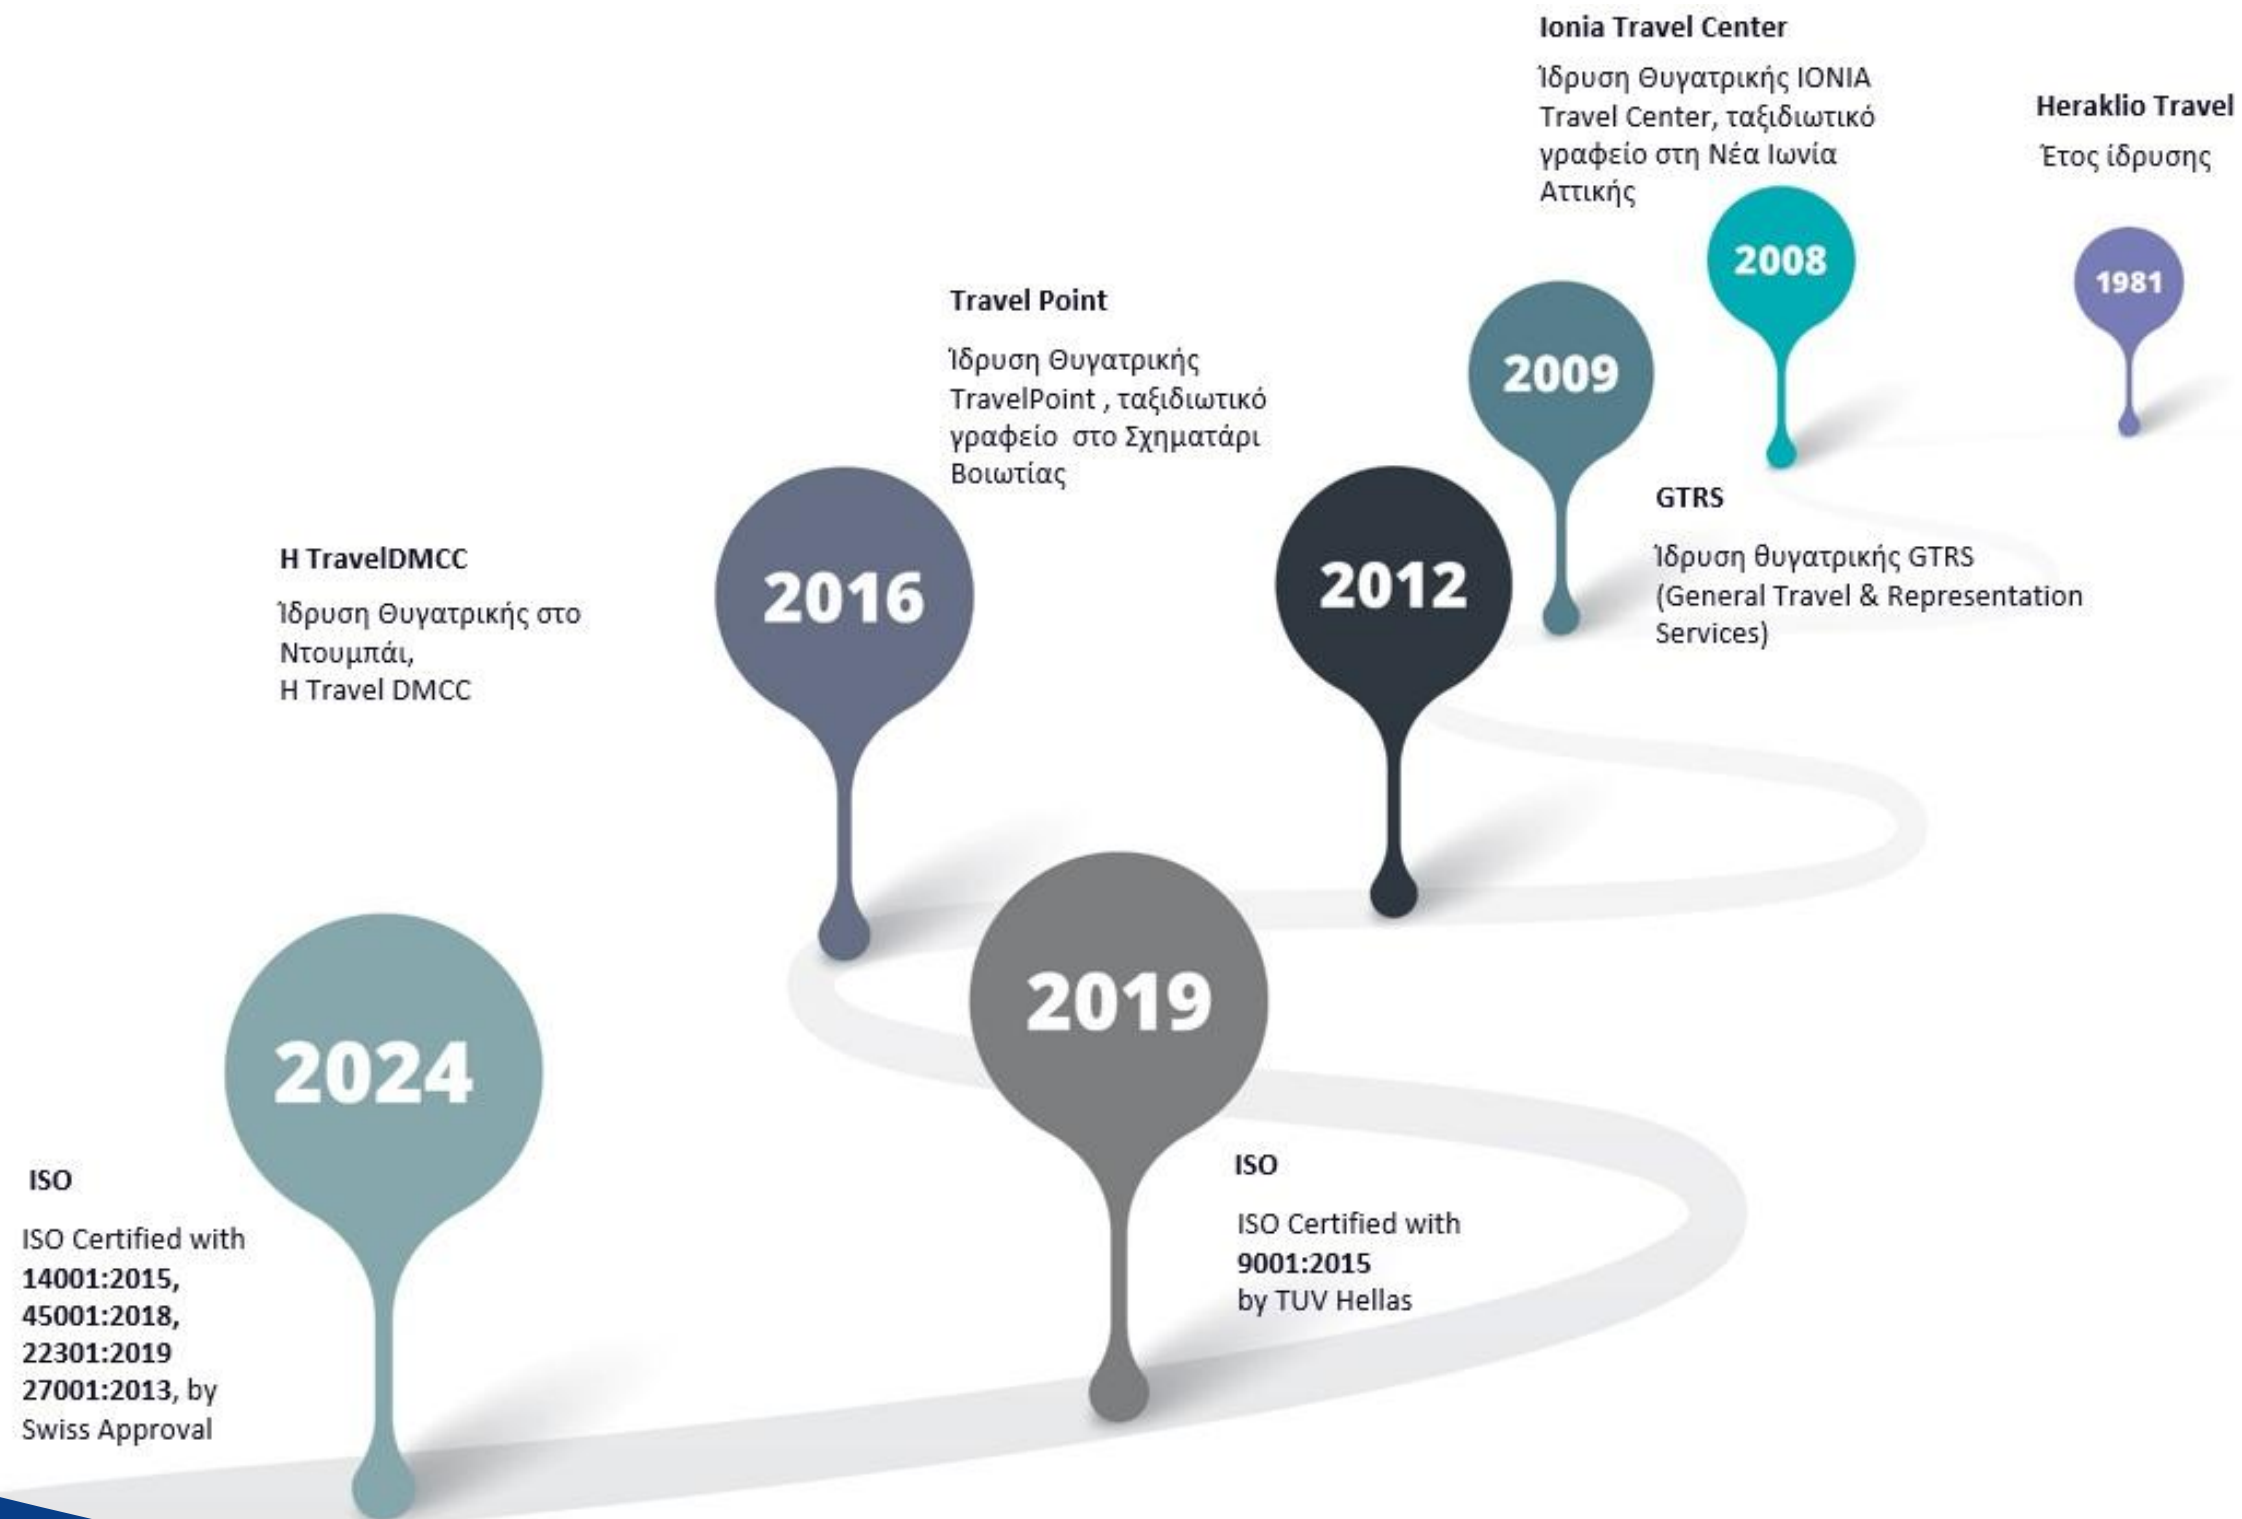 Ionia Travel Center
Ίδρυση Θυγατρικής IONIA
Travel Center, ταξιδιωτικό
γραφείο στη Νέα Ιωνία
Αττικής
2008
Heraklio Travel
Έτος ίδρυσης
1981
2009
GTRS
Ίδρυση θυγατρικής GTRS
(General Travel & Representation
Services)
Travel Point
Ίδρυση Θυγατρικής
TravelPoint , ταξιδιωτικό
γραφείο στο Σχηματάρι
Βοιωτίας
2012
H TravelDMCC
Ίδρυση Θυγατρικής στο
Ντουμπάι,
H Travel DMCC
2016
2019
ISO
ISO Certified with
9001:2015
by TUV Hellas
2024
ISO
ISO Certified with
14001:2015,
45001:2018,
22301:2019
27001:2013, by
Swiss Approval